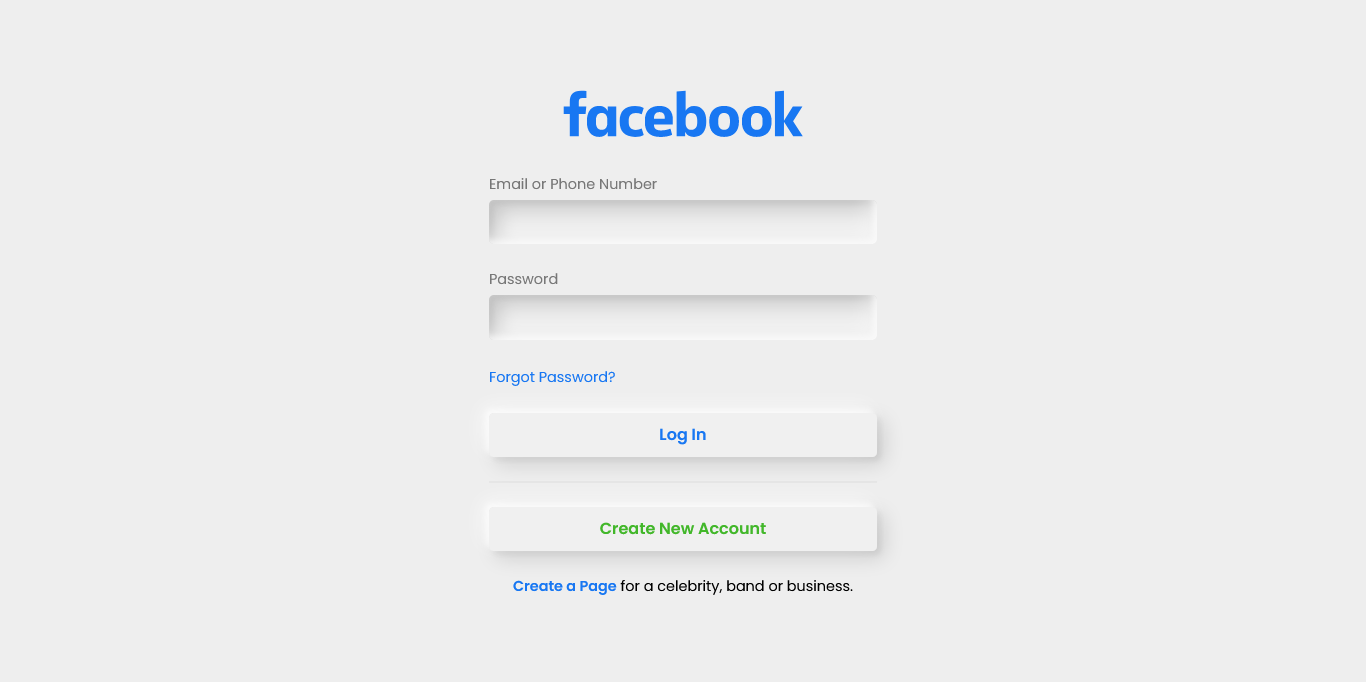 facebook
Email or Phone Number
Password
Forgot Password?
Log In
Create New Account
Create a Page for a celebrity, band or business.